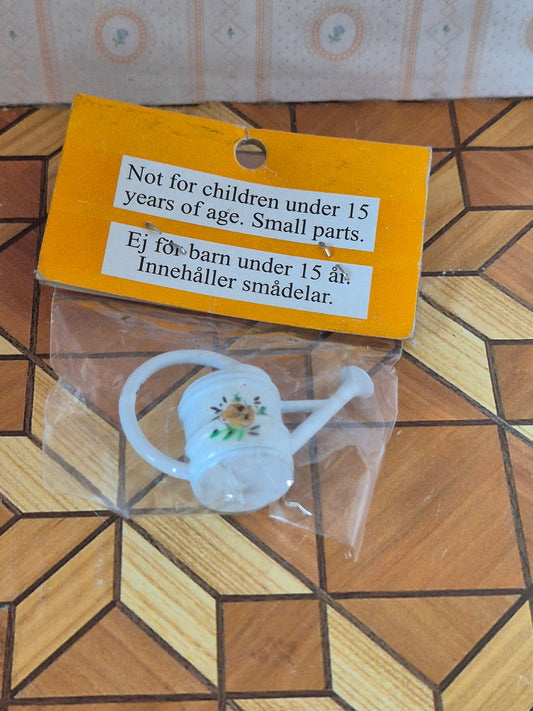 Not for children under 15
years of age. Small parts.
Ej för barn under 15 år.
Innehåller smådelar.